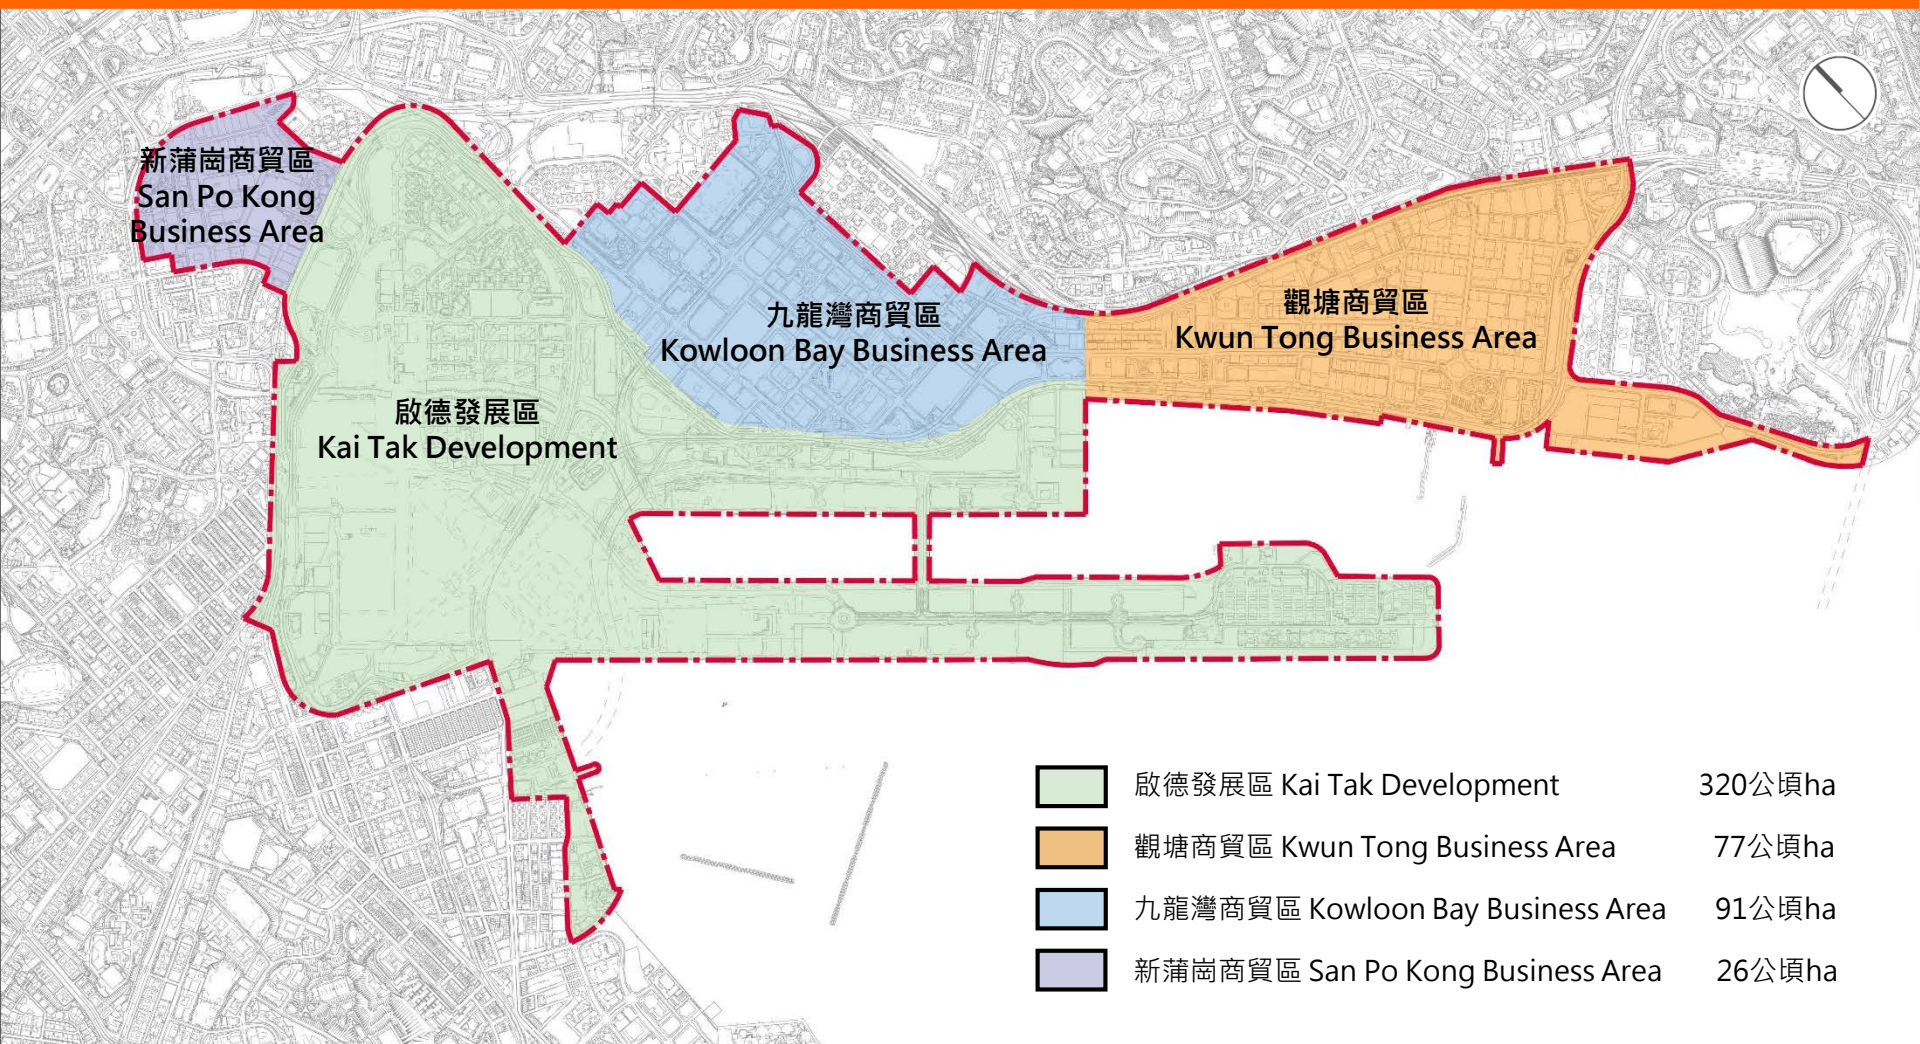 新蒲崗商貿區
San Po Kong
Business Area
九龍灣商貿區
Kowloon Bay Business Area
觀塘商貿區
Kwun Tong Business Area
啟德發展區
Kai Tak Development
啟德發展區 Kai Tak Development 320公頃ha
觀塘商貿區 Kwun Tong Business Area 77公頃ha
九龍灣商貿區 Kowloon Bay Business Area 91公頃ha
新蒲崗商貿區 San Po Kong Business Area 26公頃ha